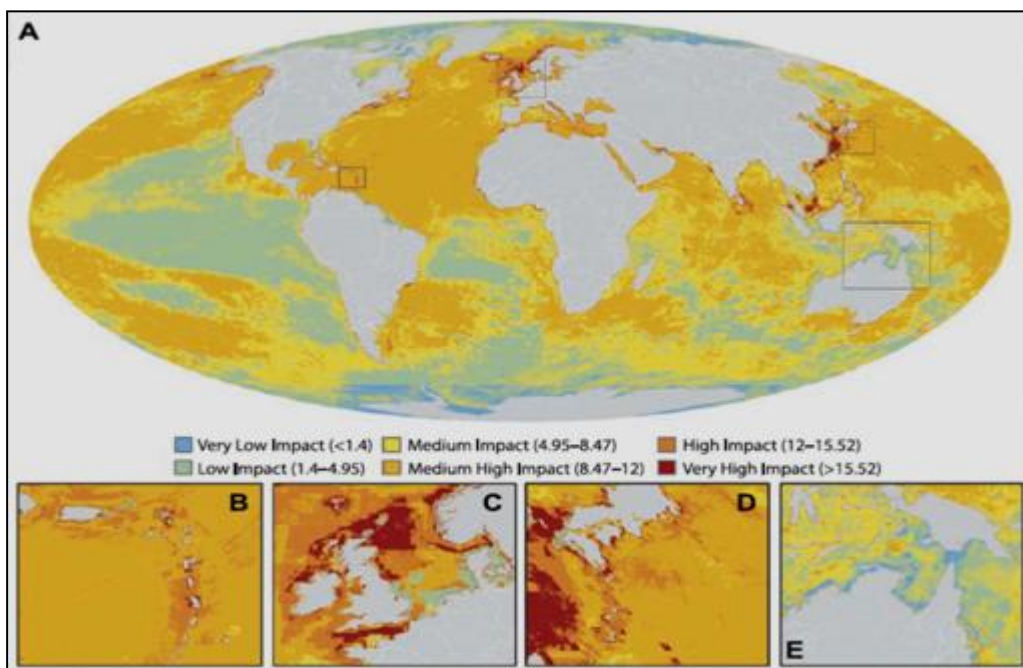 A
Very Low Impact (<1.4) Medium Impact (4.95–8.47) High Impact (12–15.52)
Low Impact (1.4–4.95) Medium High Impact (8.47–12) Very High Impact (>15.52)
B C D
E